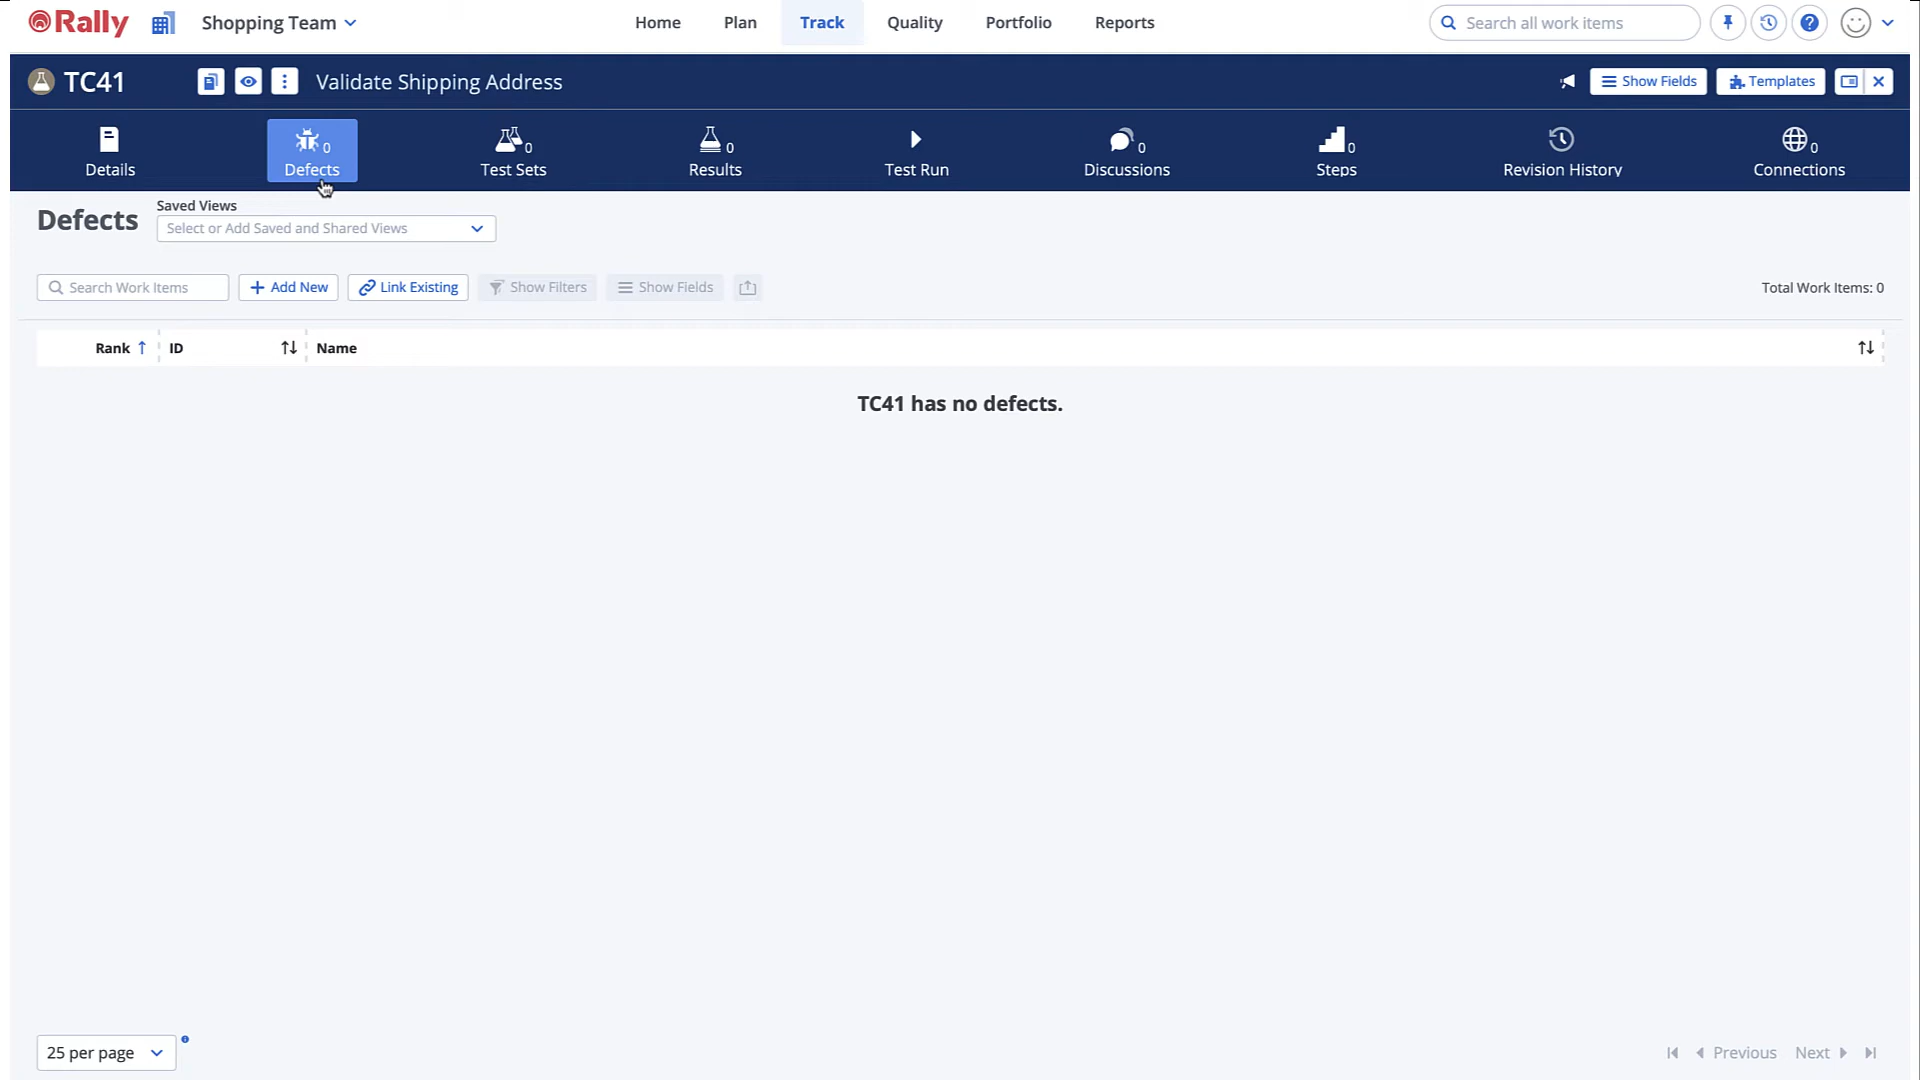 Rally Shopping Team Home Plan Track Quality Portfolio Reports Search all work items
TC41 Validate Shipping Address Show Fields Templates
Details 0 Defects 0 Test Sets 0 Results Test Run 0 Discussions 0 Steps Revision History 0 Connections
Defects Saved Views
Select or Add Saved and Shared Views
Search Work Items Add New Link Existing Show Filters Show Fields Total Work Items: 0
Rank ID Name
TC41 has no defects.
25 per page Previous Next